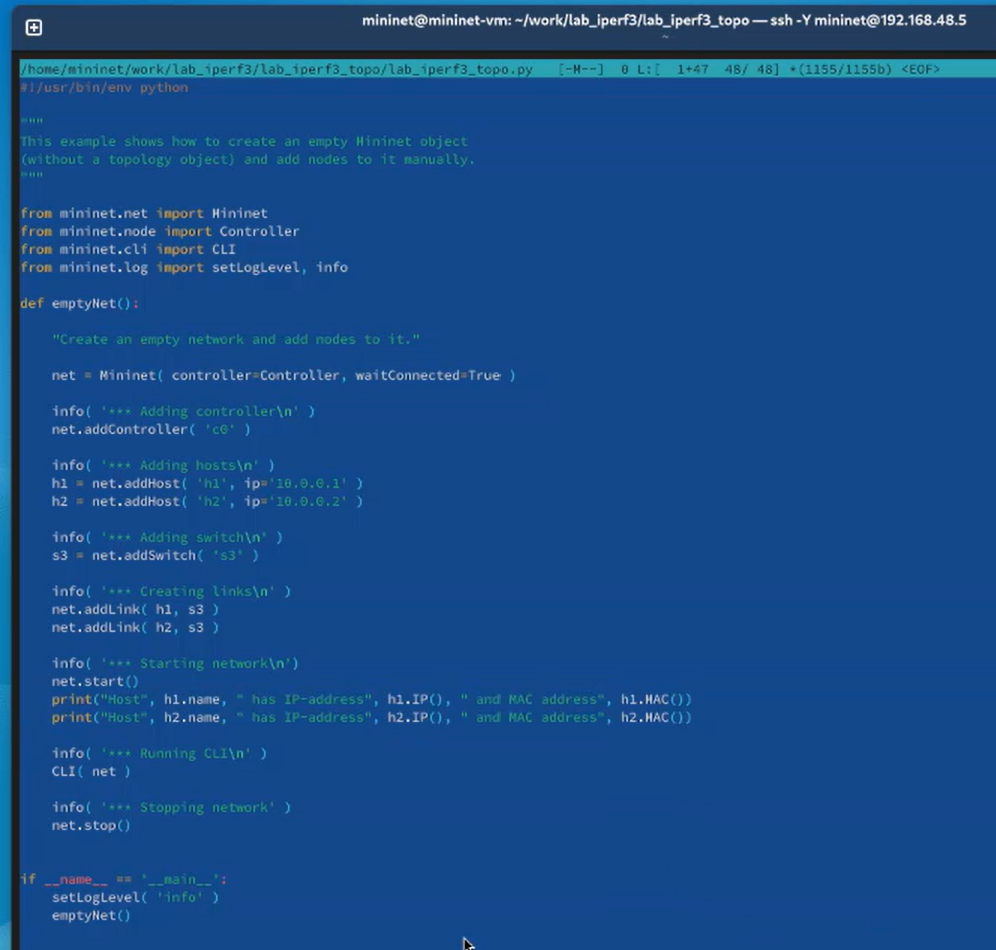 mininet@mininet-vm: ~/work/lab_iperf3/lab_iperf3_topo — ssh -Y mininet@192.168.48.5
~
/home/mininet/work/lab_iperf3/lab_iperf3_topo/lab_iperf3_topo.py   [-M--]  0 L:[  1+47  48/ 48] *(1155/1155b) <EOF>
#!/usr/bin/env python

"""
This example shows how to create an empty Mininet object
(without a topology object) and add nodes to it manually.
"""

from mininet.net import Mininet
from mininet.node import Controller
from mininet.cli import CLI
from mininet.log import setLogLevel, info

def emptyNet():

    "Create an empty network and add nodes to it."

    net = Mininet( controller=Controller, waitConnected=True )

    info( '*** Adding controller\n' )
    net.addController( 'c0' )

    info( '*** Adding hosts\n' )
    h1 = net.addHost( 'h1', ip='10.0.0.1' )
    h2 = net.addHost( 'h2', ip='10.0.0.2' )

    info( '*** Adding switch\n' )
    s3 = net.addSwitch( 's3' )

    info( '*** Creating links\n' )
    net.addLink( h1, s3 )
    net.addLink( h2, s3 )

    info( '*** Starting network\n')
    net.start()
    print("Host", h1.name, " has IP-address", h1.IP(), " and MAC address", h1.MAC())
    print("Host", h2.name, " has IP-address", h2.IP(), " and MAC address", h2.MAC())

    info( '*** Running CLI\n' )
    CLI( net )

    info( '*** Stopping network' )
    net.stop()


if __name__ == '__main__':
    setLogLevel( 'info' )
    emptyNet()